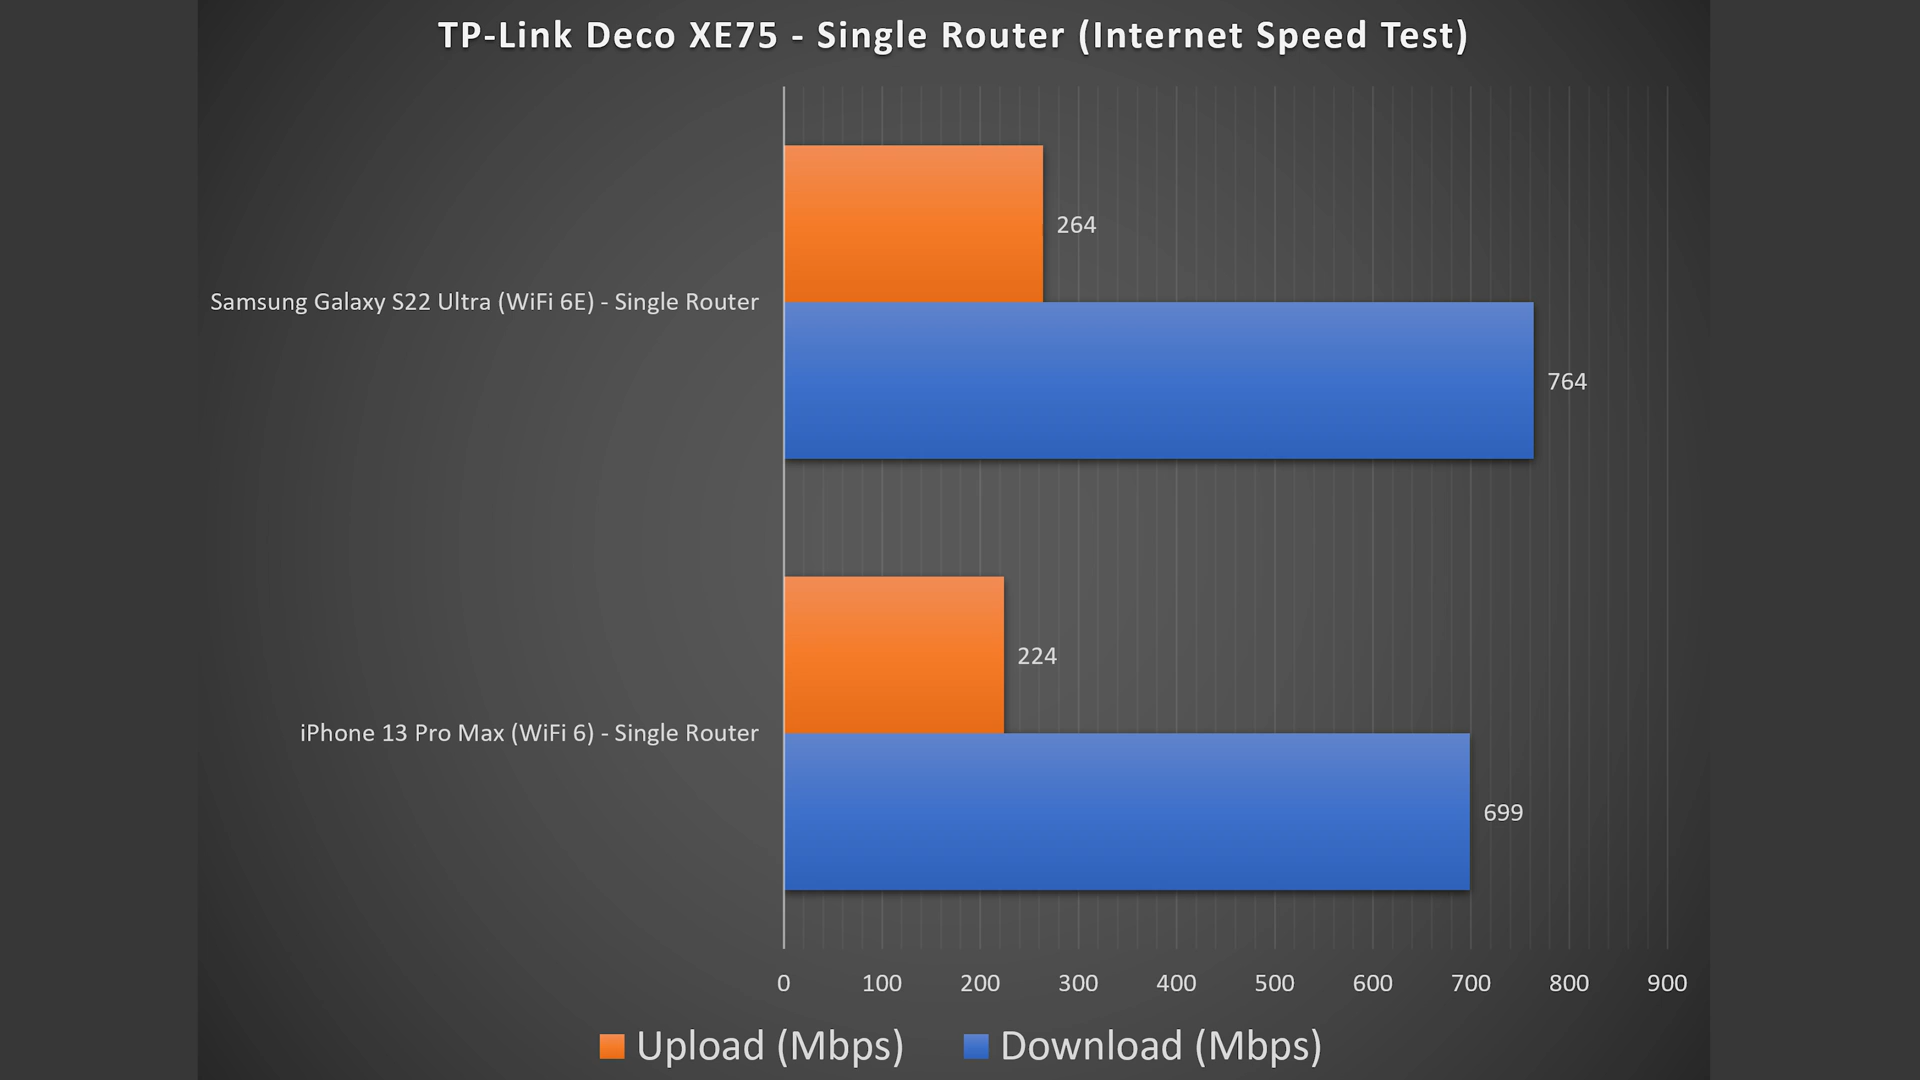 TP-Link Deco XE75 - Single Router (Internet Speed Test)
264
Samsung Galaxy S22 Ultra (WiFi 6E) - Single Router
764
224
iPhone 13 Pro Max (WiFi 6) - Single Router
699
0 100 200 300 400 500 600 700 800 900
Upload (Mbps) Download (Mbps)